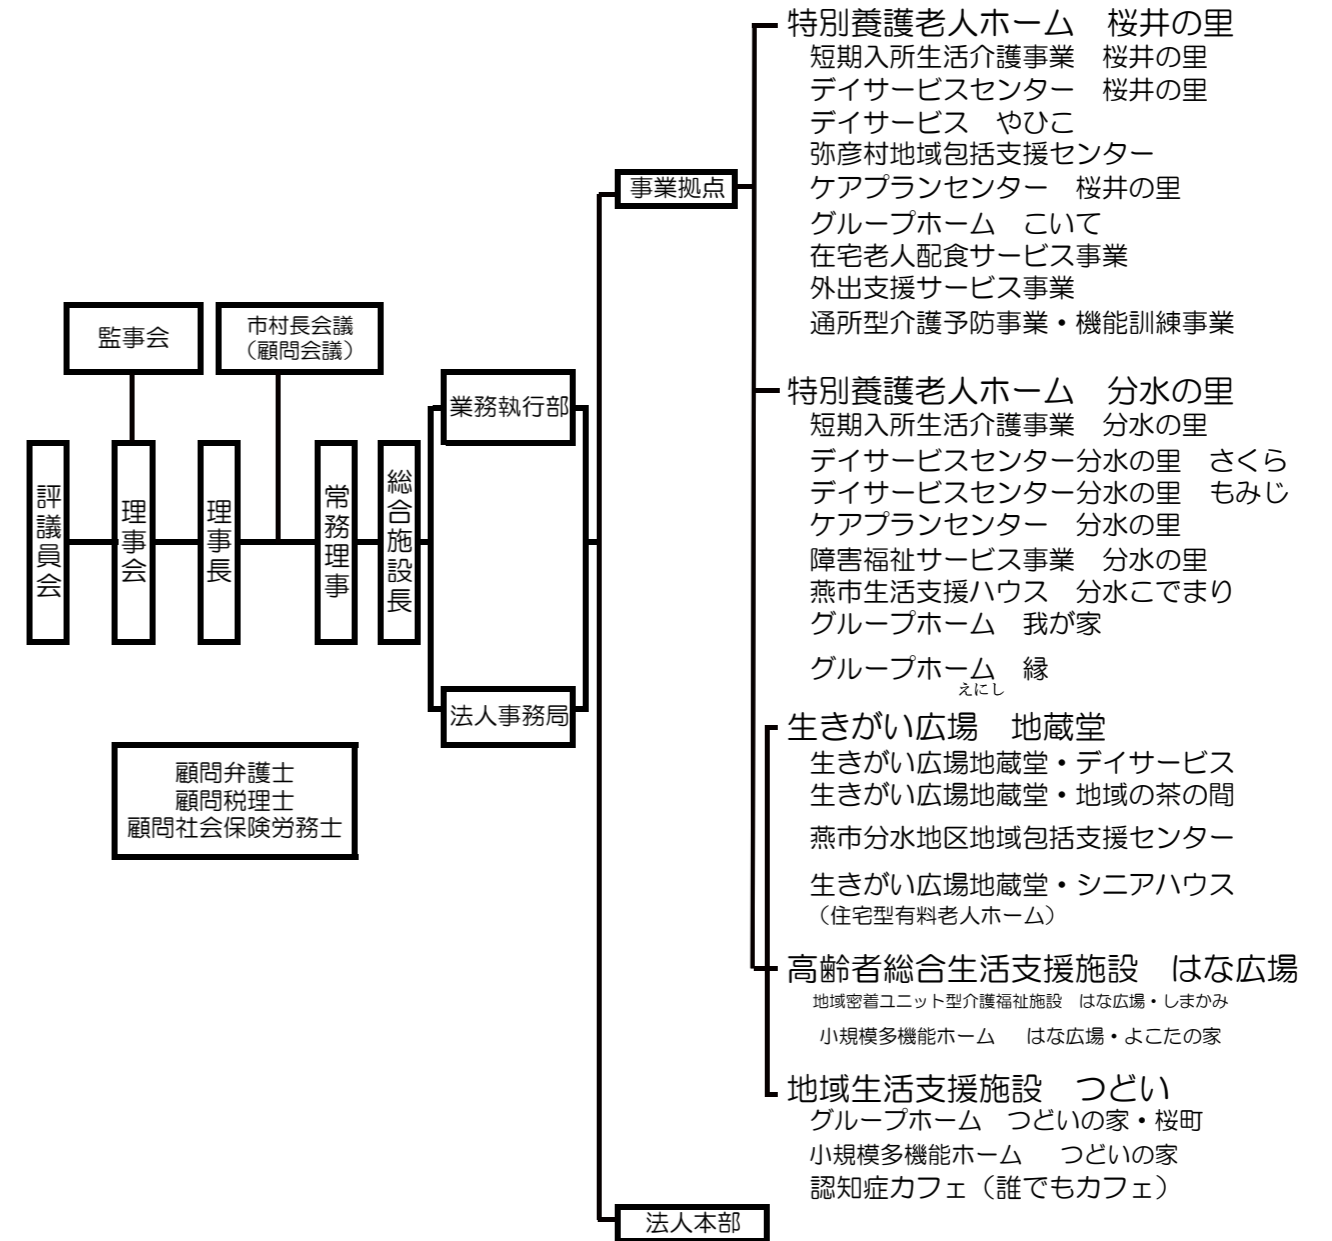 評議員会
監事会
理事会
理事長
市村長会議
（顧問会議）
常務理事
総合施設長
業務執行部
法人事務局
顧問弁護士
顧問税理士
顧問社会保険労務士
事業拠点
特別養護老人ホーム　桜井の里
短期入所生活介護事業　桜井の里
デイサービスセンター　桜井の里
デイサービス　やひこ
弥彦村地域包括支援センター
ケアプランセンター　桜井の里
グループホーム　こいて
在宅老人配食サービス事業
外出支援サービス事業
通所型介護予防事業・機能訓練事業
特別養護老人ホーム　分水の里
短期入所生活介護事業　分水の里
デイサービスセンター分水の里　さくら
デイサービスセンター分水の里　もみじ
ケアプランセンター　分水の里
障害福祉サービス事業　分水の里
燕市生活支援ハウス　分水こでまり
グループホーム　我が家
グループホーム　縁
えにし
生きがい広場　地蔵堂
生きがい広場地蔵堂・デイサービス
生きがい広場地蔵堂・地域の茶の間
燕市分水地区地域包括支援センター
生きがい広場地蔵堂・シニアハウス
（住宅型有料老人ホーム）
高齢者総合生活支援施設　はな広場
地域密着ユニット型介護福祉施設　はな広場・しまかみ
小規模多機能ホーム　はな広場・よこたの家
地域生活支援施設　つどい
グループホーム　つどいの家・桜町
小規模多機能ホーム　つどいの家
認知症カフェ（誰でもカフェ）
法人本部